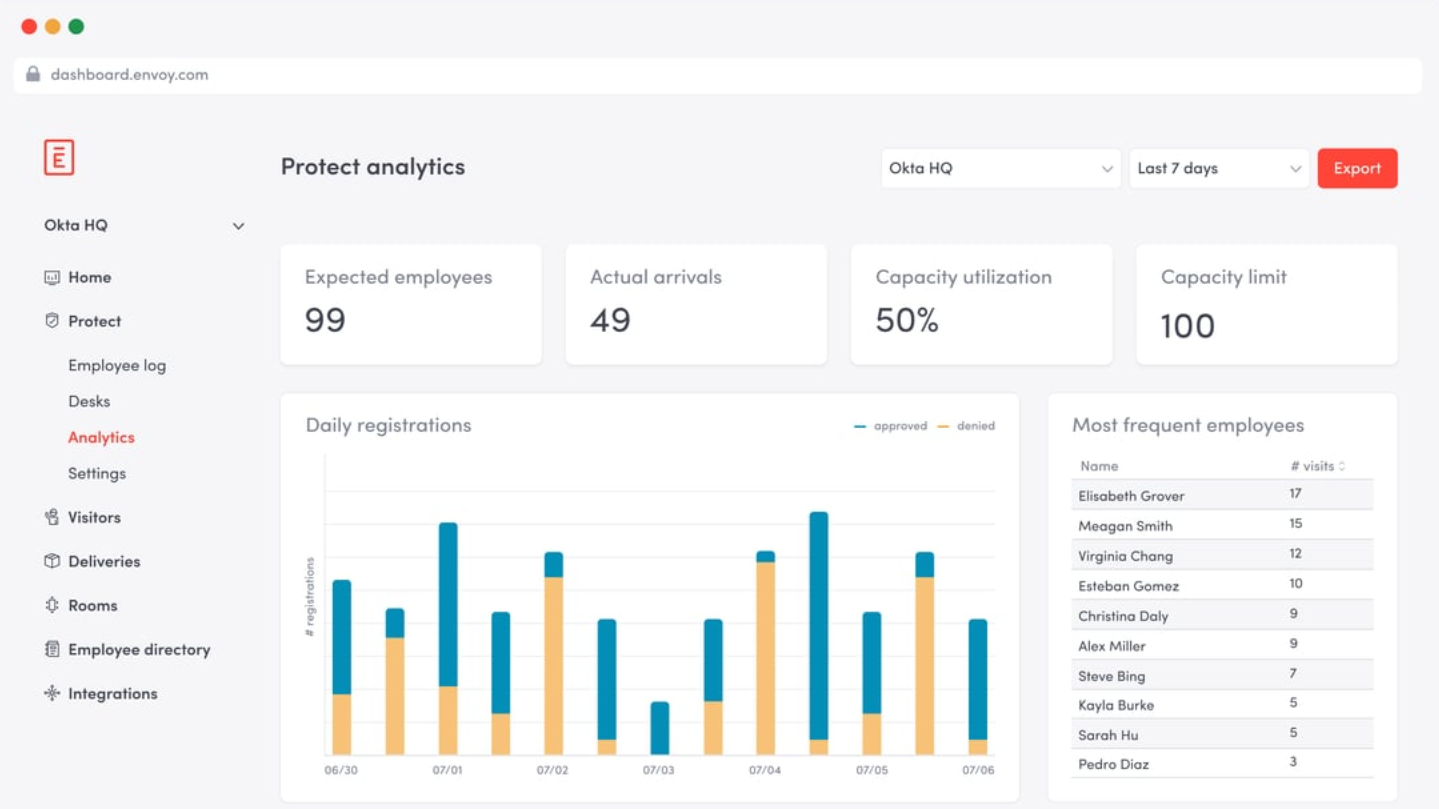 dashboard.envoy.com
E
Protect analytics
Okta HQ
Last 7 days
Export
Okta HQ
Home
Protect
Employee log
Desks
Analytics
Settings
Visitors
Deliveries
Rooms
Employee directory
Integrations
Expected employees
99
Actual arrivals
49
Capacity utilization
50%
Capacity limit
100
Daily registrations
approved
denied
# registrations
06/30 07/01 07/02 07/03 07/04 07/05 07/06
Most frequent employees
Name # visits
Elisabeth Grover 17
Meagan Smith 15
Virginia Chang 12
Esteban Gomez 10
Christina Daly 9
Alex Miller 9
Steve Bing 7
Kayla Burke 5
Sarah Hu 5
Pedro Diaz 3